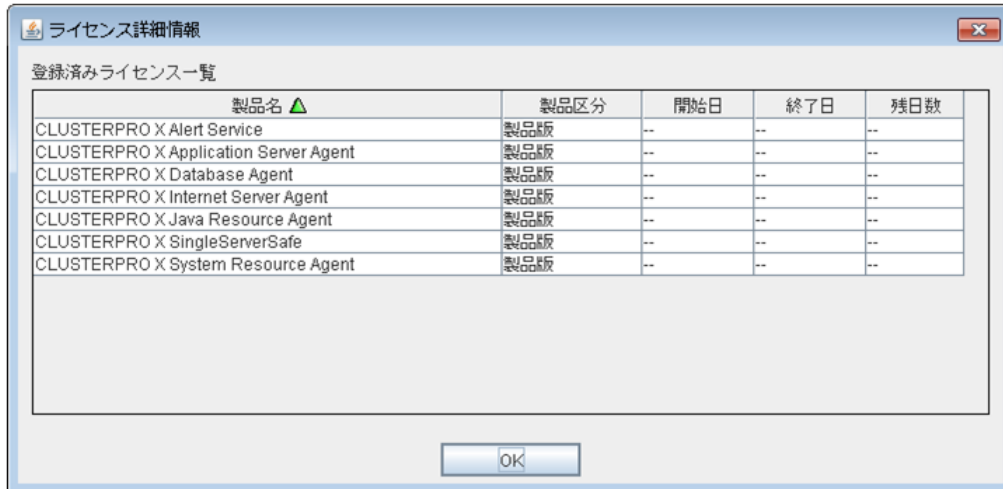 ライセンス詳細情報
登録済みライセンス一覧
製品名 製品区分 開始日 終了日 残日数
CLUSTERPRO X Alert Service 製品版 -- -- --
CLUSTERPRO X Application Server Agent 製品版 -- -- --
CLUSTERPRO X Database Agent 製品版 -- -- --
CLUSTERPRO X Internet Server Agent 製品版 -- -- --
CLUSTERPRO X Java Resource Agent 製品版 -- -- --
CLUSTERPRO X SingleServerSafe 製品版 -- -- --
CLUSTERPRO X System Resource Agent 製品版 -- -- --
OK